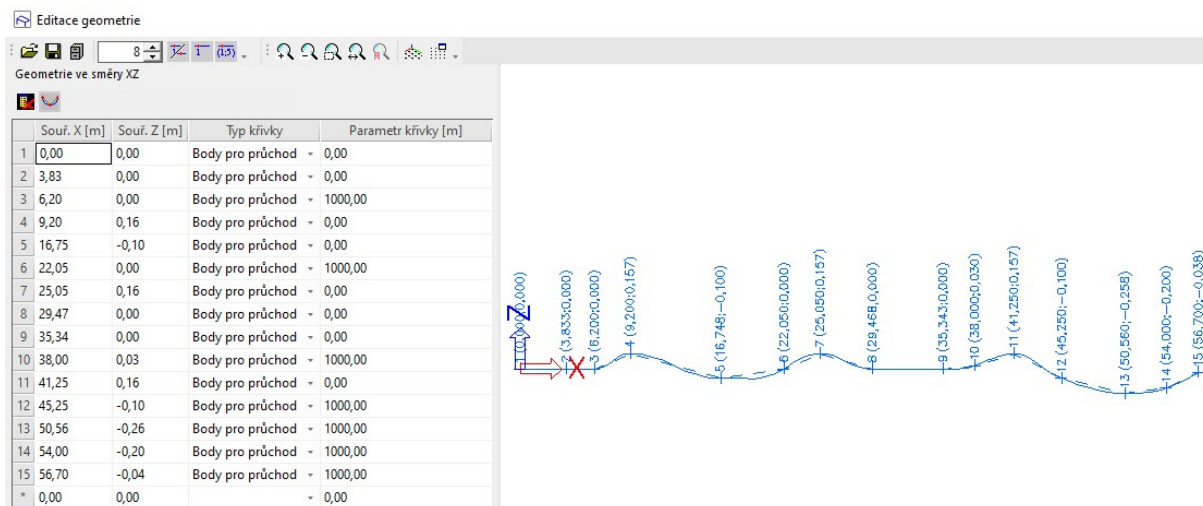 Editace geometrie
8
(1;5)
Geometrie ve směry XZ
Souř. X [m] Souř. Z [m] Typ křivky Parametr křivky [m]
1 0,00 0,00 Body pro průchod 0,00
2 3,83 0,00 Body pro průchod 0,00
3 6,20 0,00 Body pro průchod 1000,00
4 9,20 0,16 Body pro průchod 0,00
5 16,75 -0,10 Body pro průchod 0,00
6 22,05 0,00 Body pro průchod 1000,00
7 25,05 0,16 Body pro průchod 0,00
8 29,47 0,00 Body pro průchod 0,00
9 35,34 0,00 Body pro průchod 0,00
10 38,00 0,03 Body pro průchod 1000,00
11 41,25 0,16 Body pro průchod 0,00
12 45,25 -0,10 Body pro průchod 1000,00
13 50,56 -0,26 Body pro průchod 1000,00
14 54,00 -0,20 Body pro průchod 1000,00
15 56,70 -0,04 Body pro průchod 1000,00
* 0,00 0,00 0,00
Z
X
2 (3,833;0,000)
3 (6,200;0,000)
4 (9,200;0,157)
5 (16,748;-0,100)
6 (22,050;0,000)
7 (25,050;0,157)
8 (29,468;0,000)
9 (35,343;0,000)
10 (38,000;0,030)
11 (41,250;0,157)
12 (45,250;-0,100)
13 (50,560;-0,258)
14 (54,000;-0,200)
15 (56,700;-0,038)